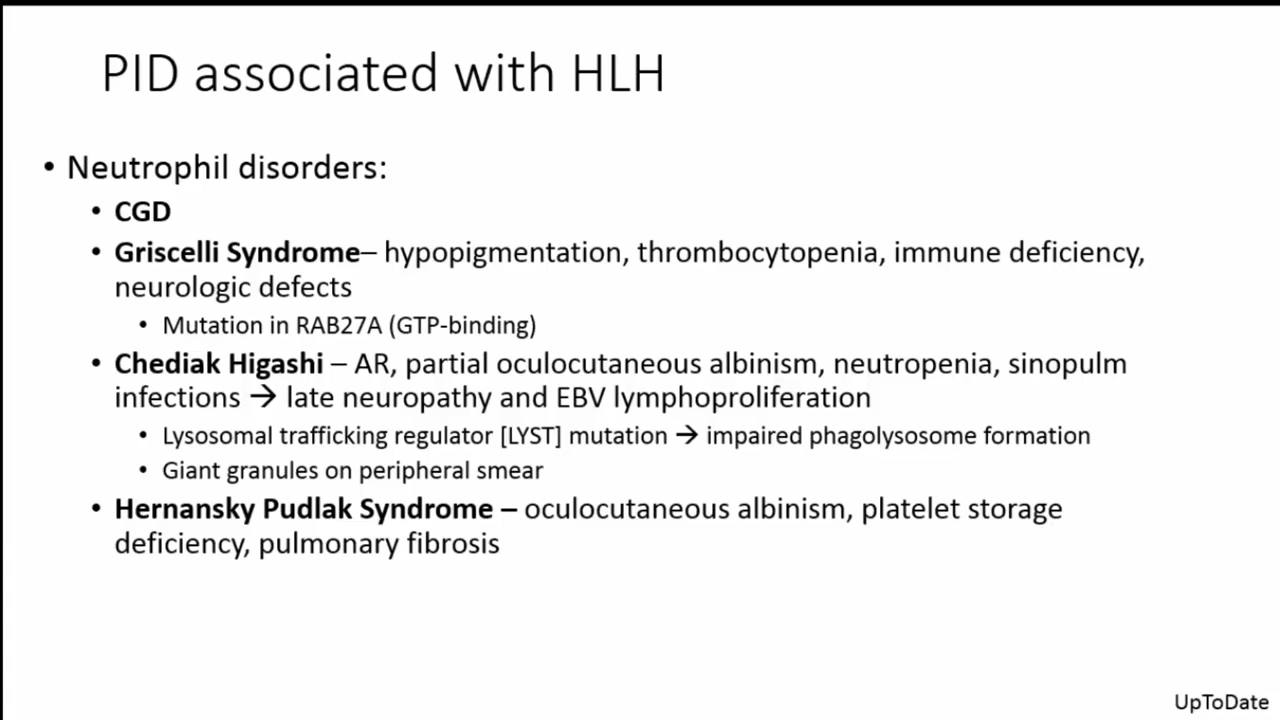 PID associated with HLH
• Neutrophil disorders:
• CGD
• Griscelli Syndrome– hypopigmentation, thrombocytopenia, immune deficiency,
neurologic defects
• Mutation in RAB27A (GTP-binding)
• Chediak Higashi – AR, partial oculocutaneous albinism, neutropenia, sinopulm
infections → late neuropathy and EBV lymphoproliferation
• Lysosomal trafficking regulator [LYST] mutation → impaired phagolysosome formation
• Giant granules on peripheral smear
• Hernansky Pudlak Syndrome – oculocutaneous albinism, platelet storage
deficiency, pulmonary fibrosis
UpToDate